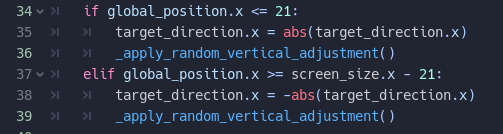 34 if global_position.x <= 21:
35 target_direction.x = abs(target_direction.x)
36 _apply_random_vertical_adjustment()
37 elif global_position.x >= screen_size.x - 21:
38 target_direction.x = -abs(target_direction.x)
39 _apply_random_vertical_adjustment()